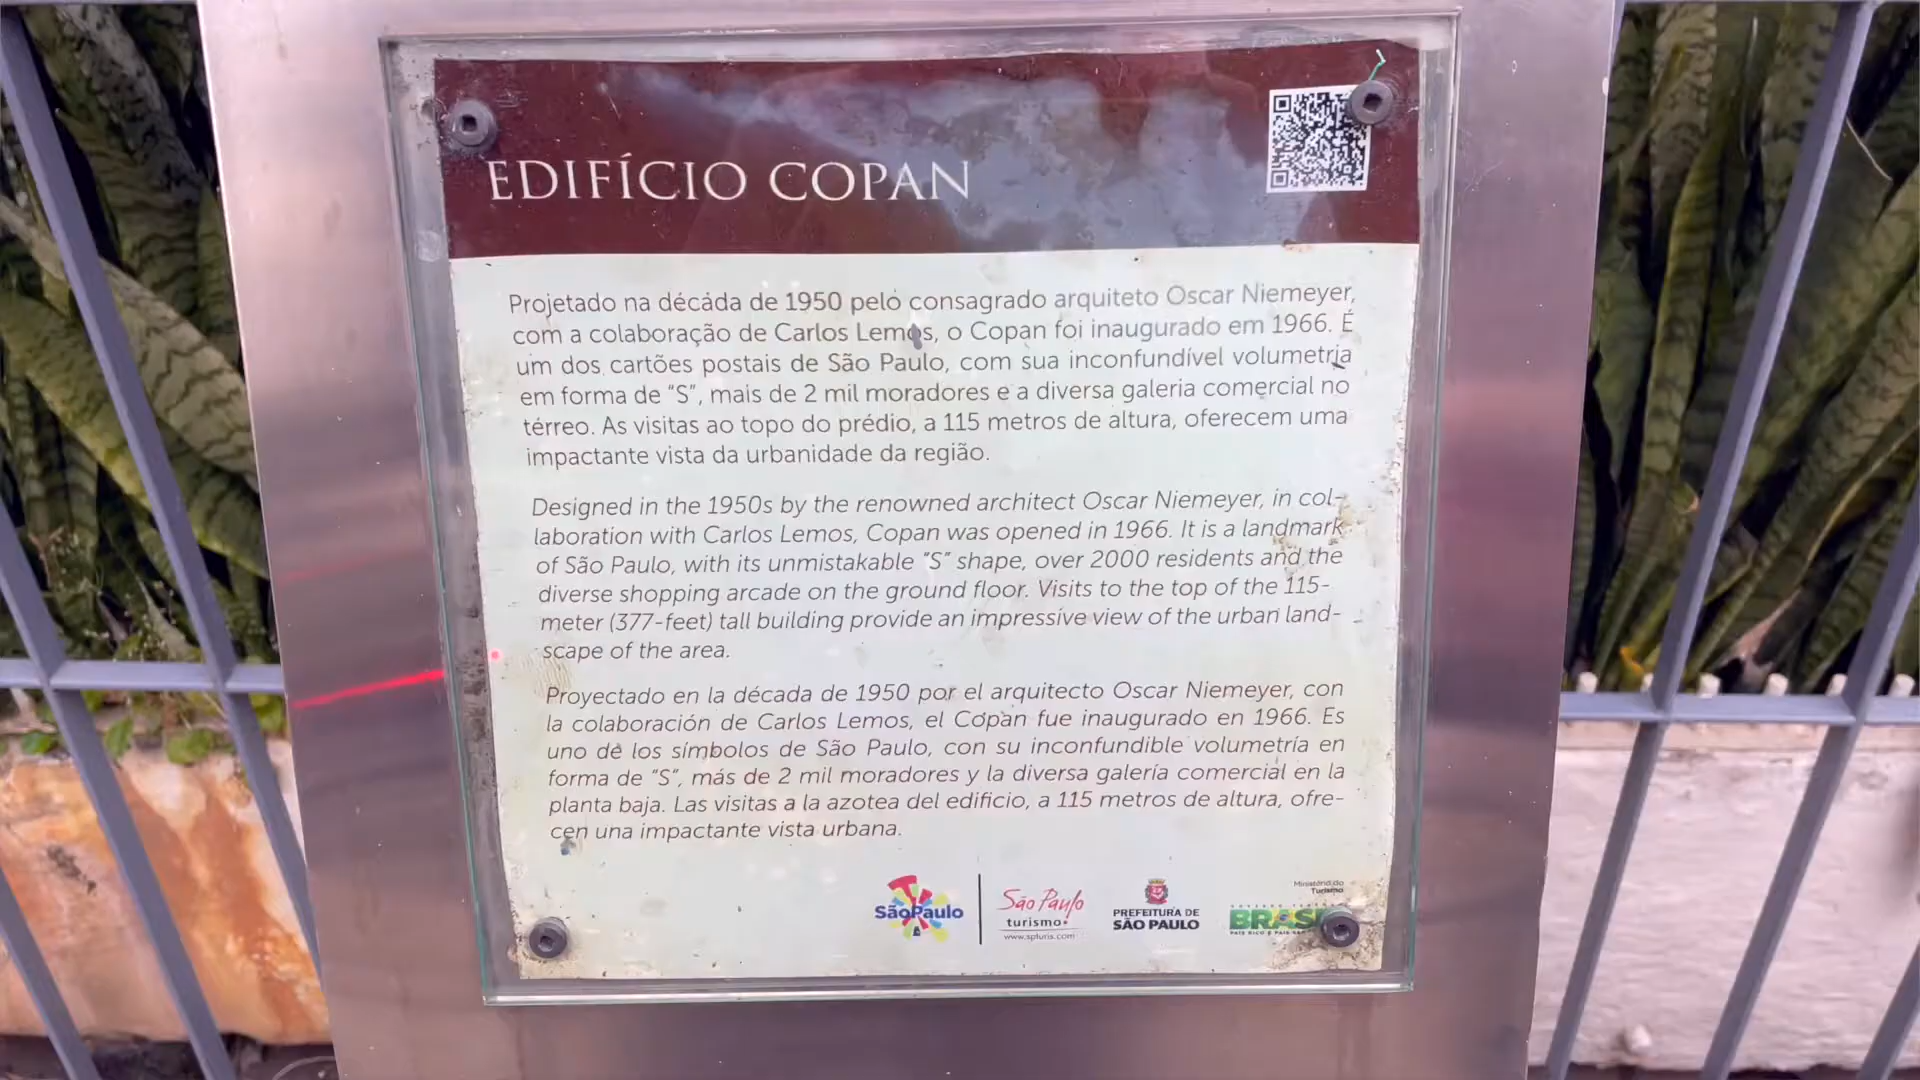 EDIFÍCIO COPAN
Projetado na década de 1950 pelo consagrado arquiteto Oscar Niemeyer,
com a colaboração de Carlos Lemos, o Copan foi inaugurado em 1966. É
um dos cartões postais de São Paulo, com sua inconfundível volumetria
em forma de “S”, mais de 2 mil moradores e a diversa galeria comercial no
térreo. As visitas ao topo do prédio, a 115 metros de altura, oferecem uma
impactante vista da urbanidade da região.
Designed in the 1950s by the renowned architect Oscar Niemeyer, in col-
laboration with Carlos Lemos, Copan was opened in 1966. It is a landmark
of São Paulo, with its unmistakable “S” shape, over 2000 residents and the
diverse shopping arcade on the ground floor. Visits to the top of the 115-
meter (377-feet) tall building provide an impressive view of the urban land-
scape of the area.
Proyectado en la década de 1950 por el arquitecto Oscar Niemeyer, con
la colaboración de Carlos Lemos, el Copan fue inaugurado en 1966. Es
uno de los símbolos de São Paulo, con su inconfundible volumetría en
forma de “S”, más de 2 mil moradores y la diversa galería comercial en la
planta baja. Las visitas a la azotea del edificio, a 115 metros de altura, ofre-
cen una impactante vista urbana.
SãoPaulo
São Paulo
turismo
www.spturis.com
PREFEITURA DE
SÃO PAULO
Ministério do
Turismo
BRASI